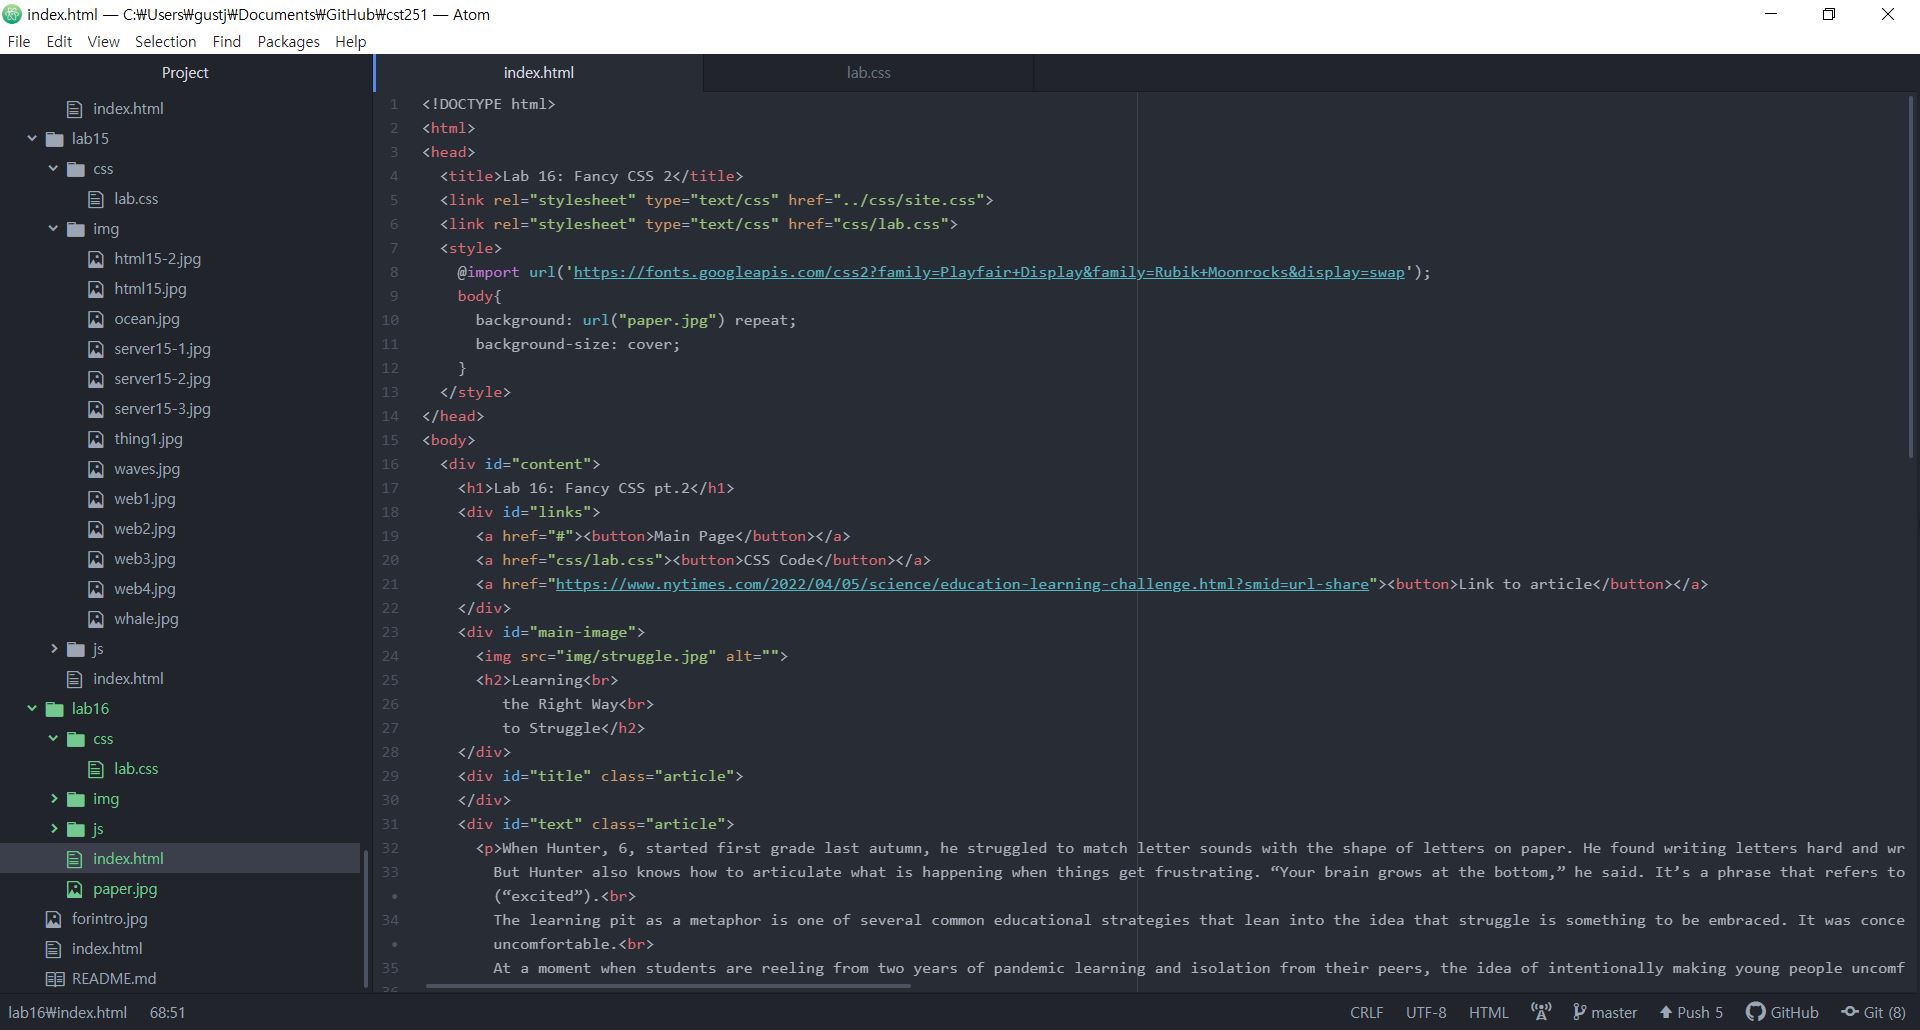 index.html — C:₩Users₩gustj₩Documents₩GitHub₩cst251 — Atom
File Edit View Selection Find Packages Help
Project
index.html
lab15
css
lab.css
img
html15-2.jpg
html15.jpg
ocean.jpg
server15-1.jpg
server15-2.jpg
server15-3.jpg
thing1.jpg
waves.jpg
web1.jpg
web2.jpg
web3.jpg
web4.jpg
whale.jpg
js
index.html
lab16
css
lab.css
img
js
index.html
paper.jpg
forintro.jpg
index.html
README.md
index.html lab.css
1 <!DOCTYPE html>
2 <html>
3 <head>
4 <title>Lab 16: Fancy CSS 2</title>
5 <link rel="stylesheet" type="text/css" href="../css/site.css">
6 <link rel="stylesheet" type="text/css" href="css/lab.css">
7 <style>
8 @import url('https://fonts.googleapis.com/css2?family=Playfair+Display&family=Rubik+Moonrocks&display=swap');
9 body{
10 background: url("paper.jpg") repeat;
11 background-size: cover;
12 }
13 </style>
14 </head>
15 <body>
16 <div id="content">
17 <h1>Lab 16: Fancy CSS pt.2</h1>
18 <div id="links">
19 <a href="#"><button>Main Page</button></a>
20 <a href="css/lab.css"><button>CSS Code</button></a>
21 <a href="https://www.nytimes.com/2022/04/05/science/education-learning-challenge.html?smid=url-share"><button>Link to article</button></a>
22 </div>
23 <div id="main-image">
24 <img src="img/struggle.jpg" alt="">
25 <h2>Learning<br>
26 the Right Way<br>
27 to Struggle</h2>
28 </div>
29 <div id="title" class="article">
30 </div>
31 <div id="text" class="article">
32 <p>When Hunter, 6, started first grade last autumn, he struggled to match letter sounds with the shape of letters on paper. He found writing letters hard and wr
33 But Hunter also knows how to articulate what is happening when things get frustrating. “Your brain grows at the bottom,” he said. It’s a phrase that refers to
• (“excited”).<br>
34 The learning pit as a metaphor is one of several common educational strategies that lean into the idea that struggle is something to be embraced. It was conce
• uncomfortable.<br>
35 At a moment when students are reeling from two years of pandemic learning and isolation from their peers, the idea of intentionally making young people uncomf
36
lab16₩index.html 68:51 CRLF UTF-8 HTML master Push 5 GitHub Git (8)